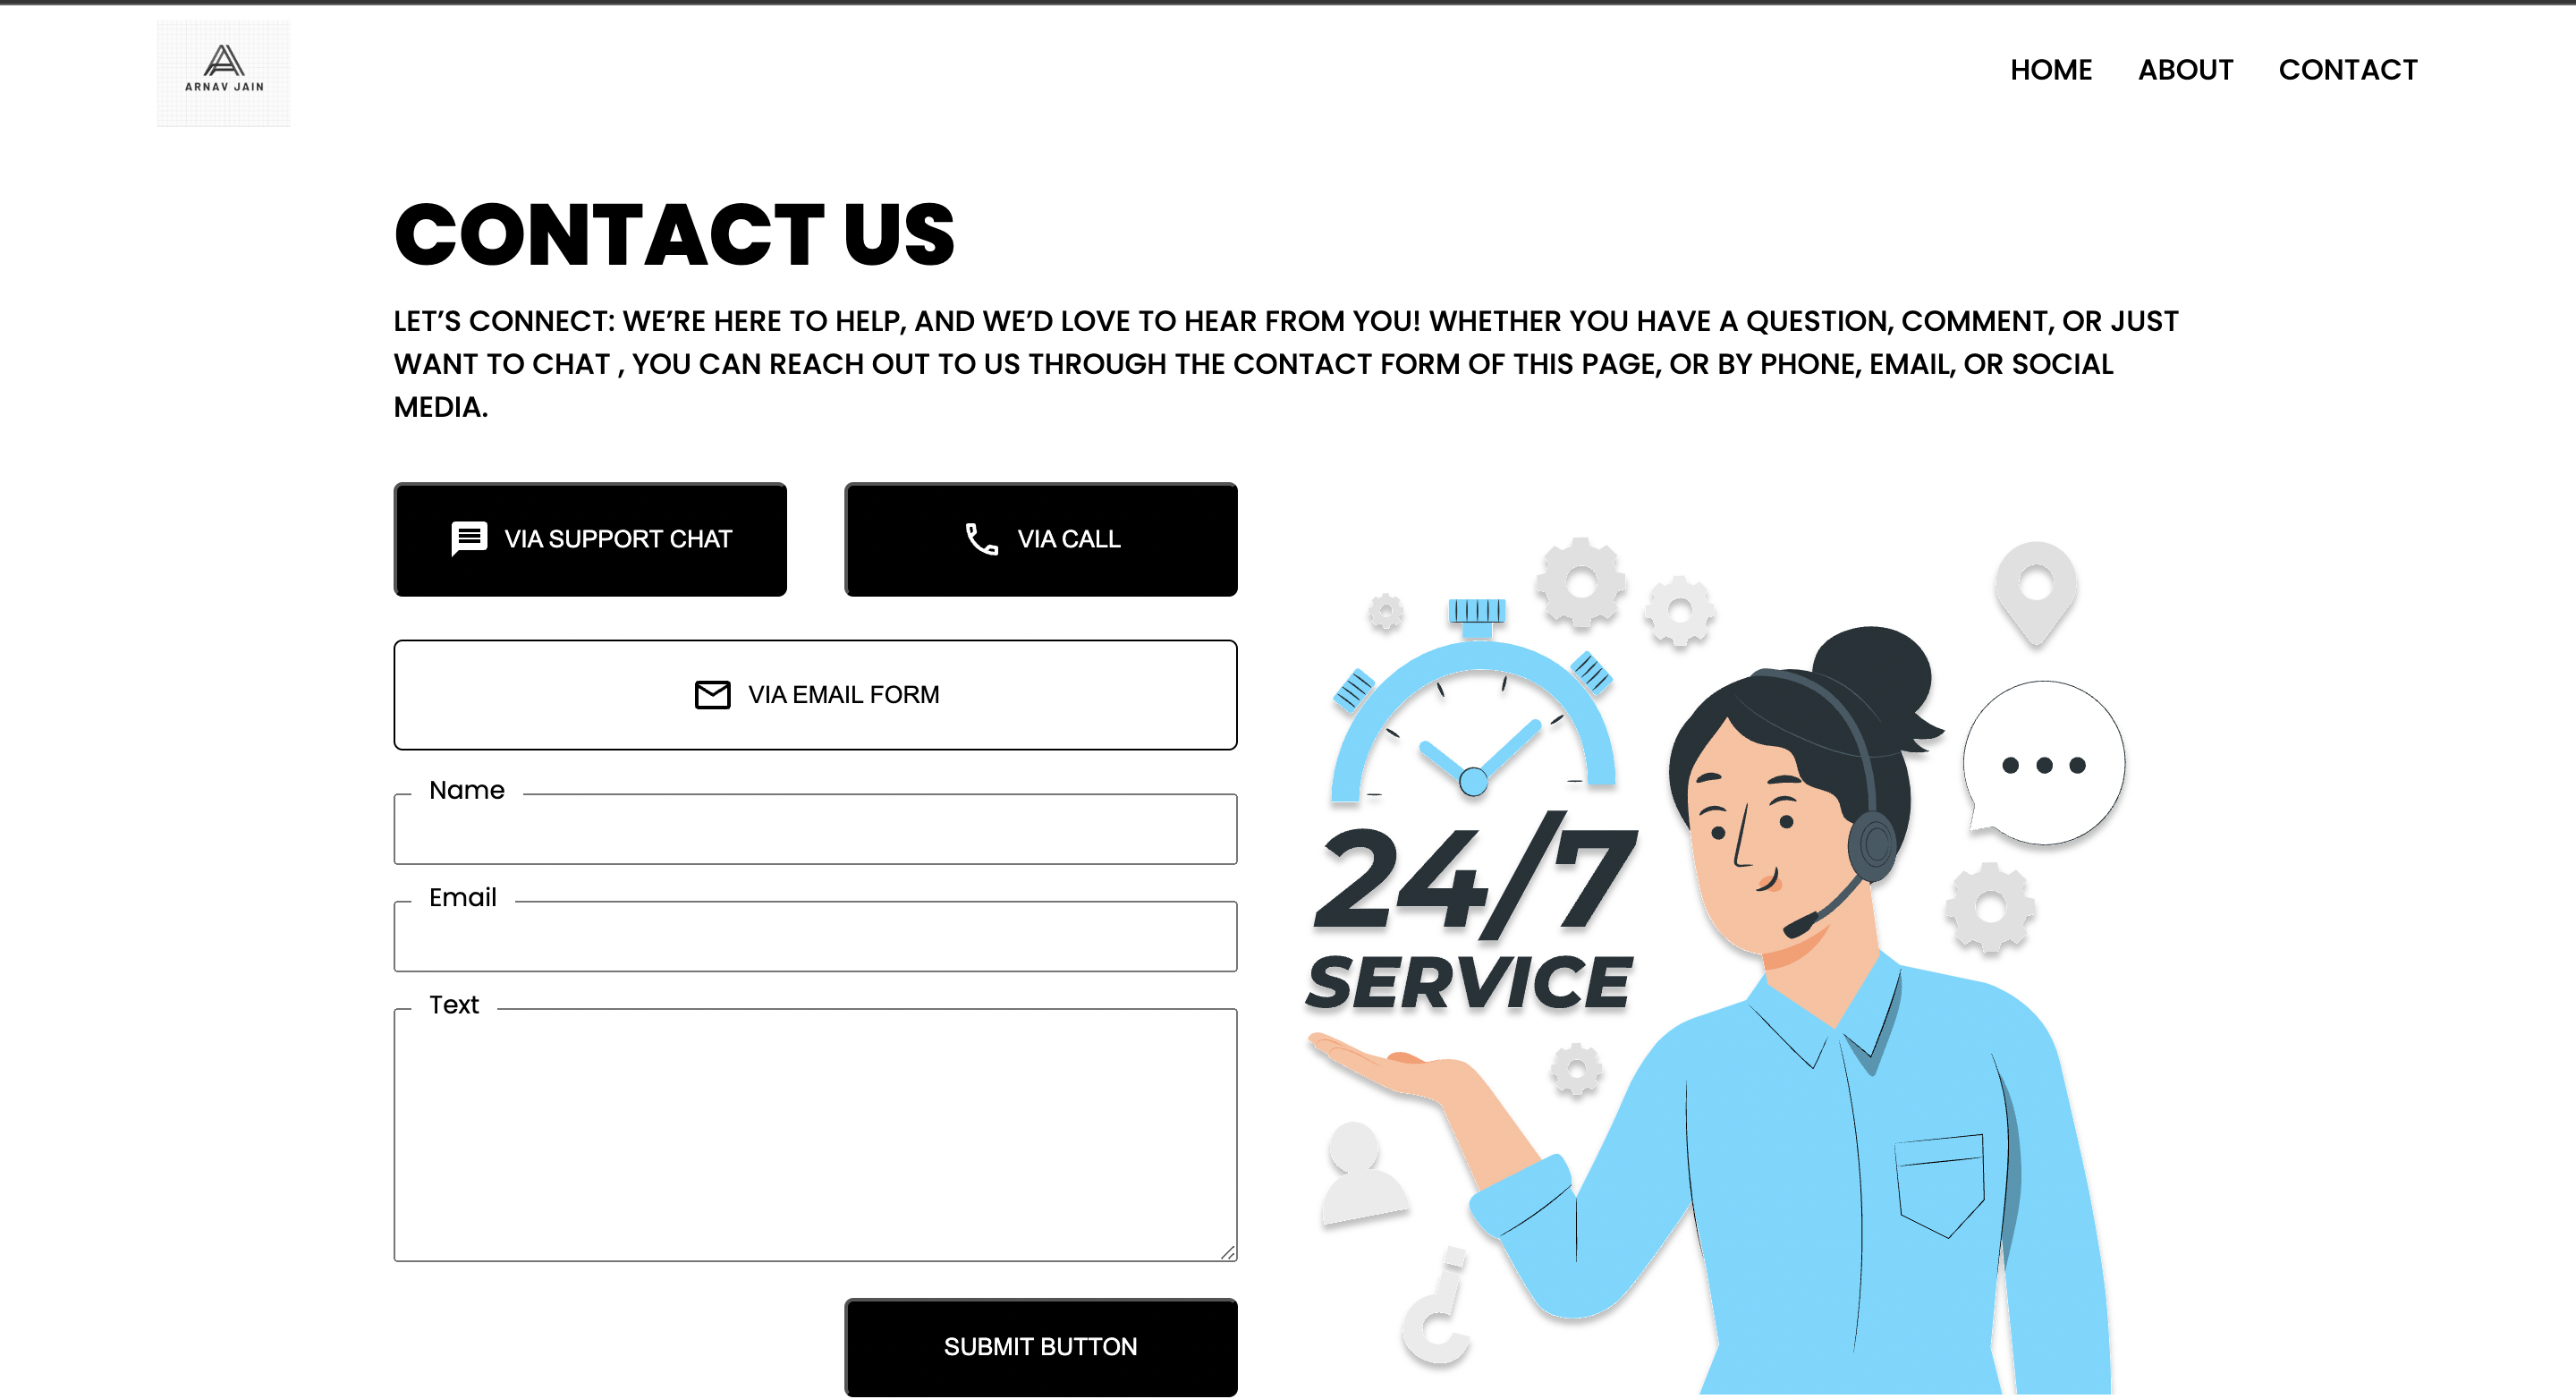 ARNAV JAIN
HOME ABOUT CONTACT
CONTACT US
LET’S CONNECT: WE’RE HERE TO HELP, AND WE’D LOVE TO HEAR FROM YOU! WHETHER YOU HAVE A QUESTION, COMMENT, OR JUST
WANT TO CHAT , YOU CAN REACH OUT TO US THROUGH THE CONTACT FORM OF THIS PAGE, OR BY PHONE, EMAIL, OR SOCIAL
MEDIA.
VIA SUPPORT CHAT
VIA CALL
VIA EMAIL FORM
Name
Email
Text
SUBMIT BUTTON
24/7
SERVICE